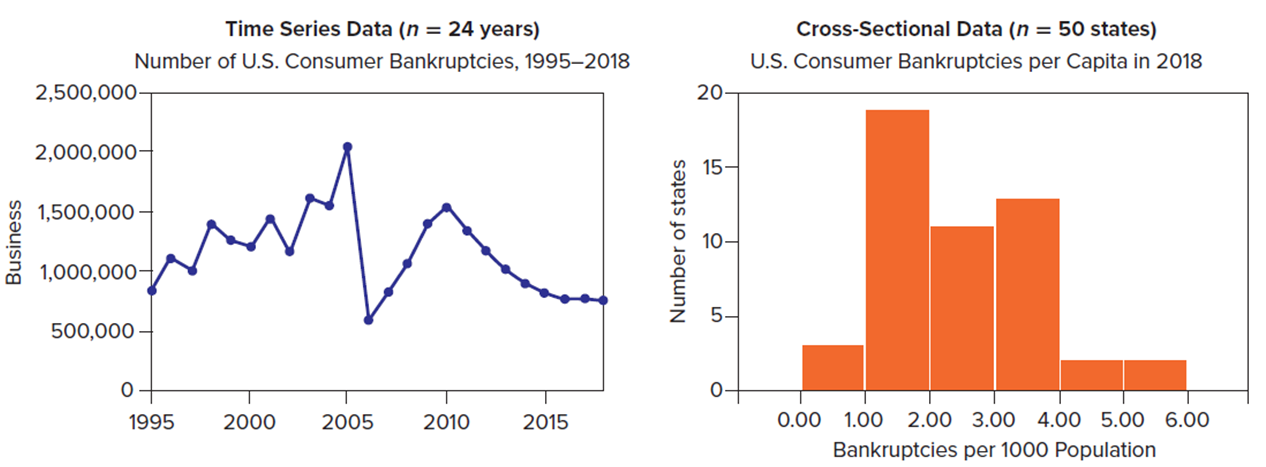 Time Series Data (n = 24 years)
Number of U.S. Consumer Bankruptcies, 1995–2018
2,500,000
2,000,000
1,500,000
1,000,000
500,000
0
Business
1995 2000 2005 2010 2015
Cross-Sectional Data (n = 50 states)
U.S. Consumer Bankruptcies per Capita in 2018
20
15
10
5
0
Number of states
0.00 1.00 2.00 3.00 4.00 5.00 6.00
Bankruptcies per 1000 Population